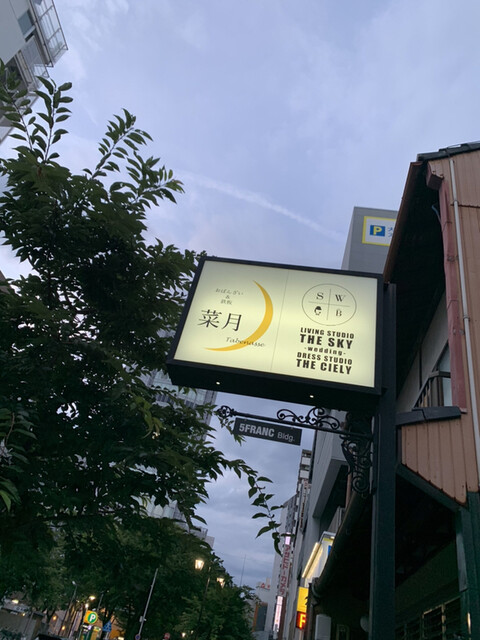 おばんざい
&
鉄板
菜月
Tabenasse
S W
B
LIVING STUDIO
THE SKY
-wedding-
DRESS STUDIO
THE CIELY
5FRANC Bldg.
P
P